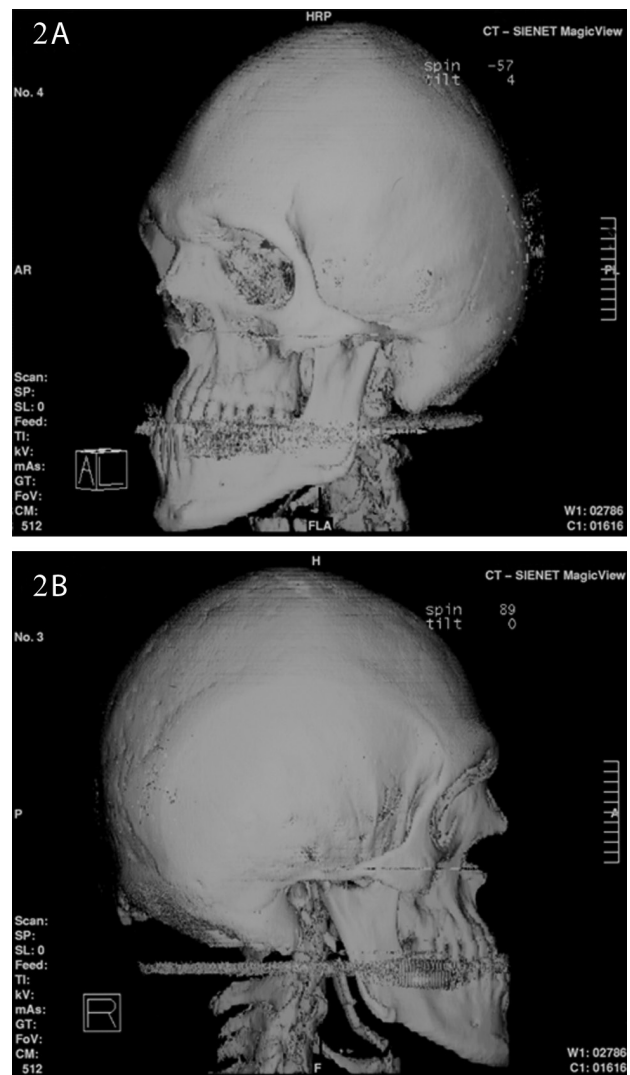 2A
HRP
CT – SIENET MagicView
spin -57
tilt 4
No. 4
AR
PL
Scan:
SP:
SL: 0
Feed:
TI:
kV:
mAs:
GT:
FoV:
CM:
512
AL
FLA
W1: 02786
C1: 01616
2B
H
CT – SIENET MagicView
spin 89
tilt 0
No. 3
P
A
Scan:
SP:
SL: 0
Feed:
TI:
kV:
mAs:
GT:
FoV:
CM:
512
R
F
W1: 02786
C1: 01616